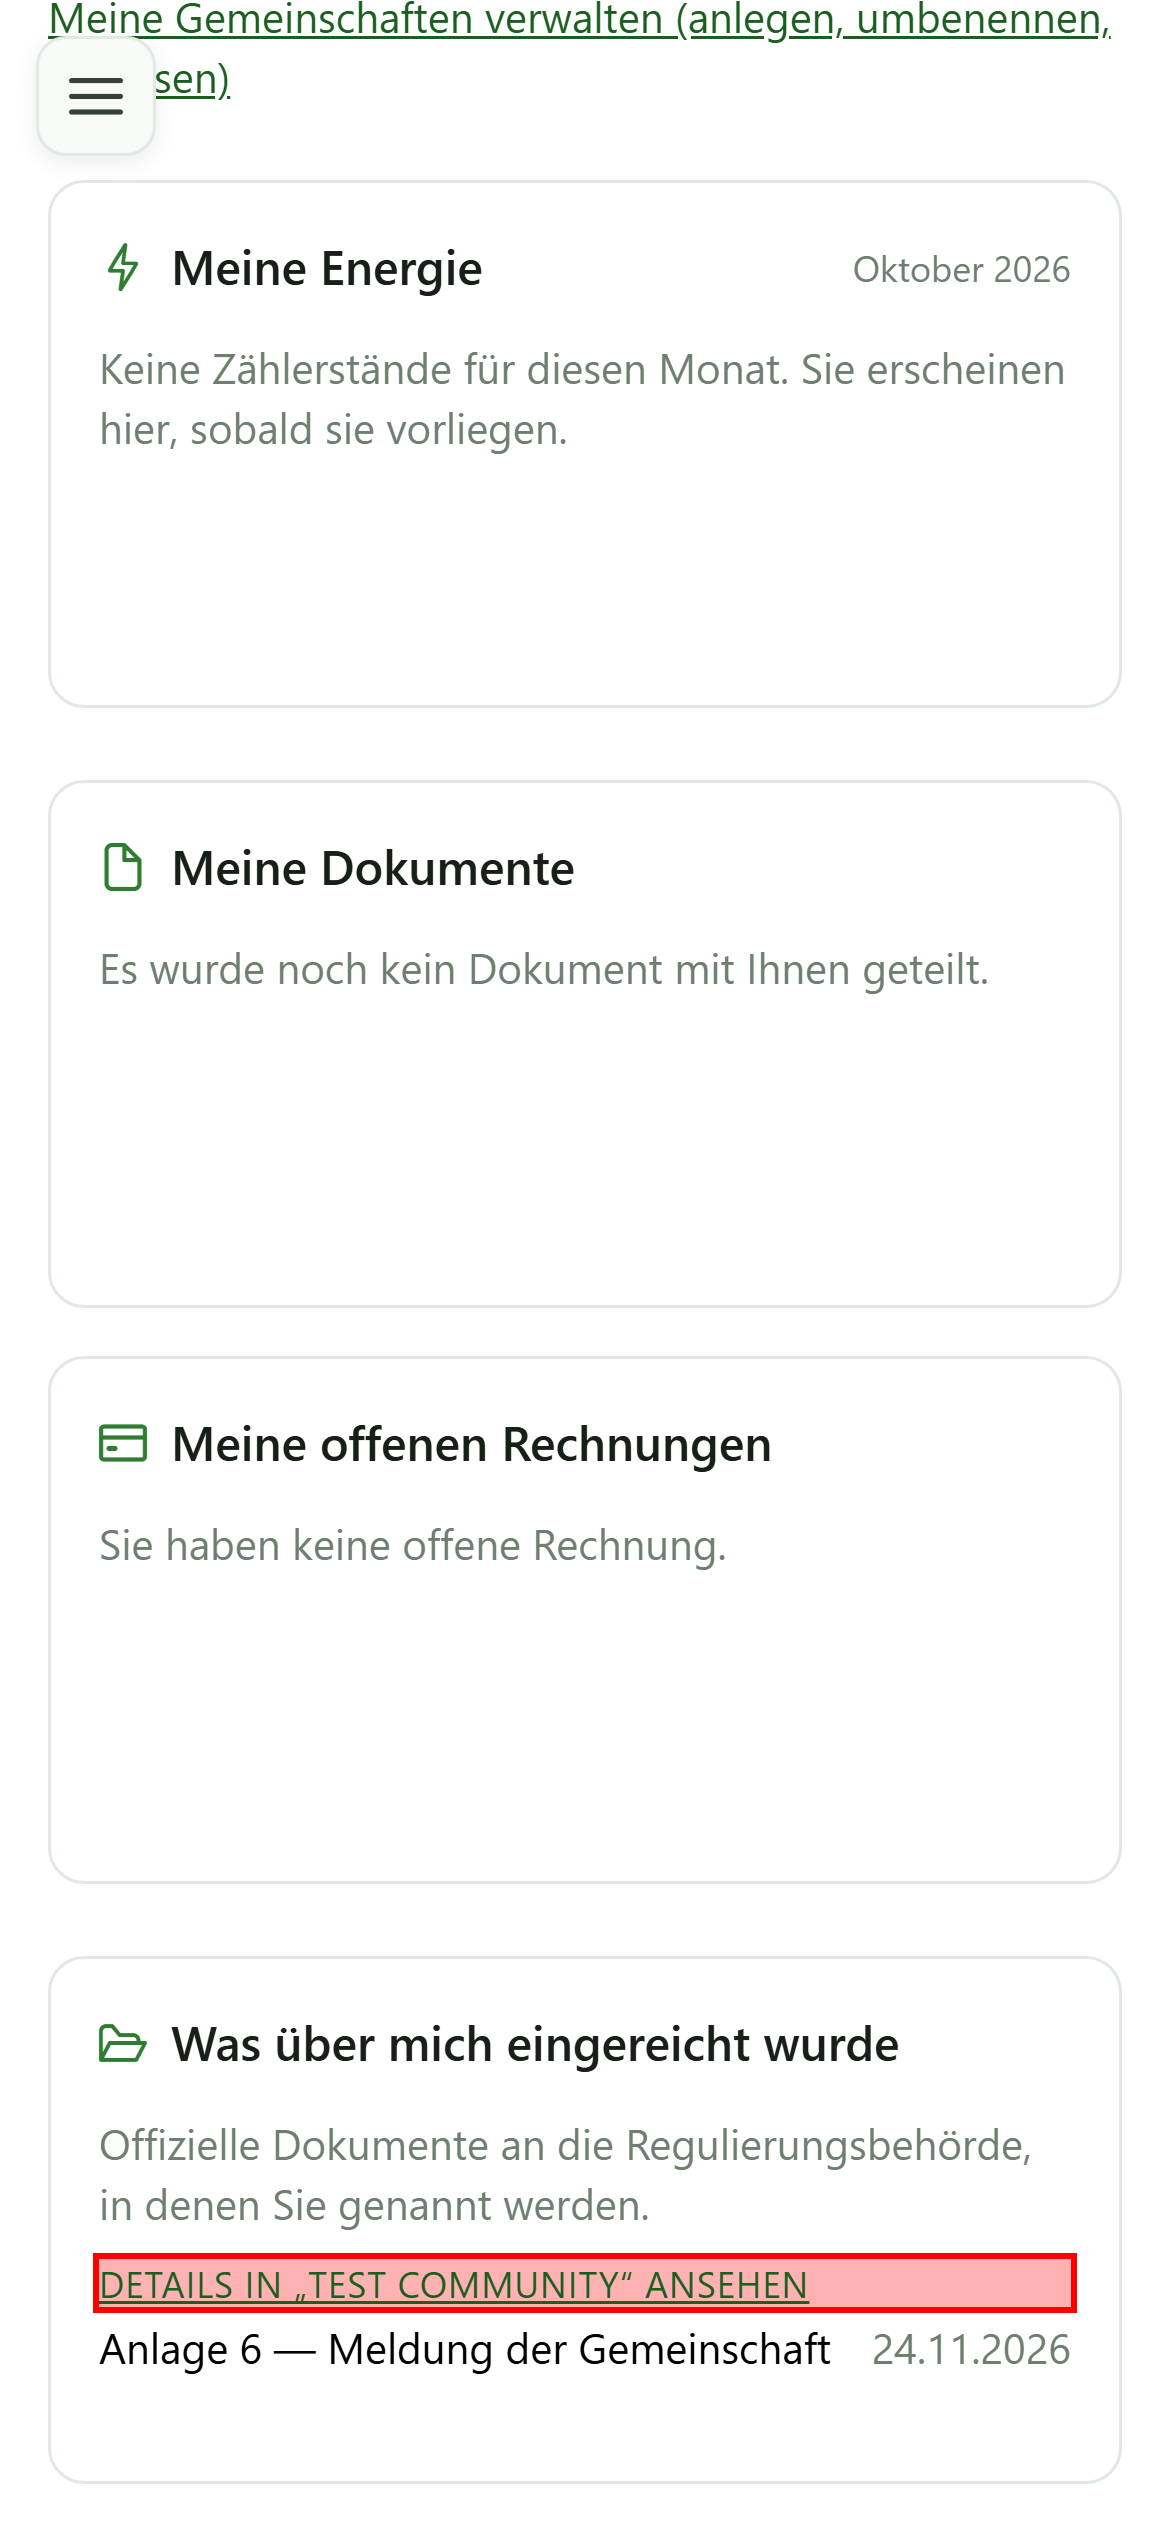 Meine Gemeinschaften verwalten (anlegen, umbenennen,
sen)
Meine Energie
Oktober 2026
Keine Zählerstände für diesen Monat. Sie erscheinen
hier, sobald sie vorliegen.
Meine Dokumente
Es wurde noch kein Dokument mit Ihnen geteilt.
Meine offenen Rechnungen
Sie haben keine offene Rechnung.
Was über mich eingereicht wurde
Offizielle Dokumente an die Regulierungsbehörde,
in denen Sie genannt werden.
DETAILS IN „TEST COMMUNITY“ ANSEHEN
Anlage 6 — Meldung der Gemeinschaft 24.11.2026